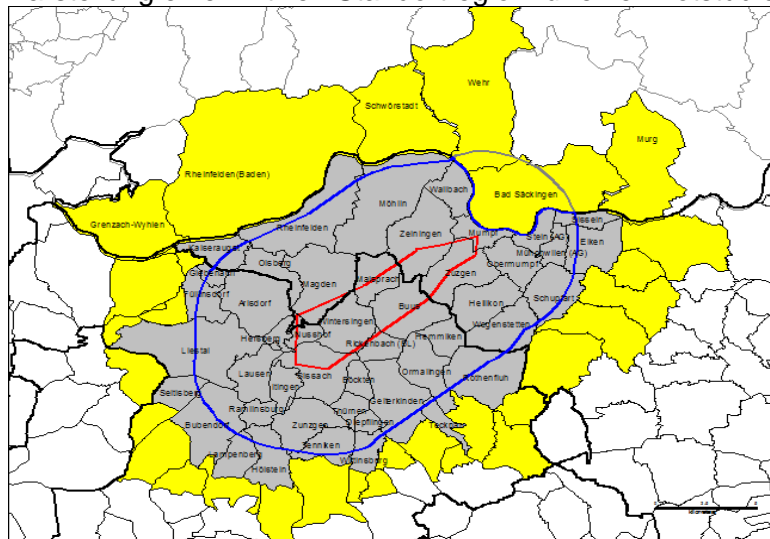 Wehr
Schwörstadt
Murg
Rheinfelden (Baden)
Wallbach
Bad Säckingen
Möhlin
Grenzach-Wyhlen
Rheinfelden
Zeiningen
Mumpf
Sisseln
Stein (AG)
Eiken
Kaiseraugst
Obermumpf
Münchwilen (AG)
Olsberg
Giebenach
Magden
Maisprach
Zuzgen
Füllinsdorf
Arisdorf
Buus
Hellikon
Schupfart
Wintersingen
Wegenstetten
Nusshof
Hersberg
Hemmiken
Rickenbach (BL)
Liestal
Lausen
Sissach
Ormalingen
Rothenfluh
Itingen
Böckten
Seltisberg
Gelterkinden
Ramlinsburg
Thürnen
Tecknau
Bubendorf
Zunzgen
Diepflingen
Tenniken
Lampenberg
Wittinsburg
Hölstein